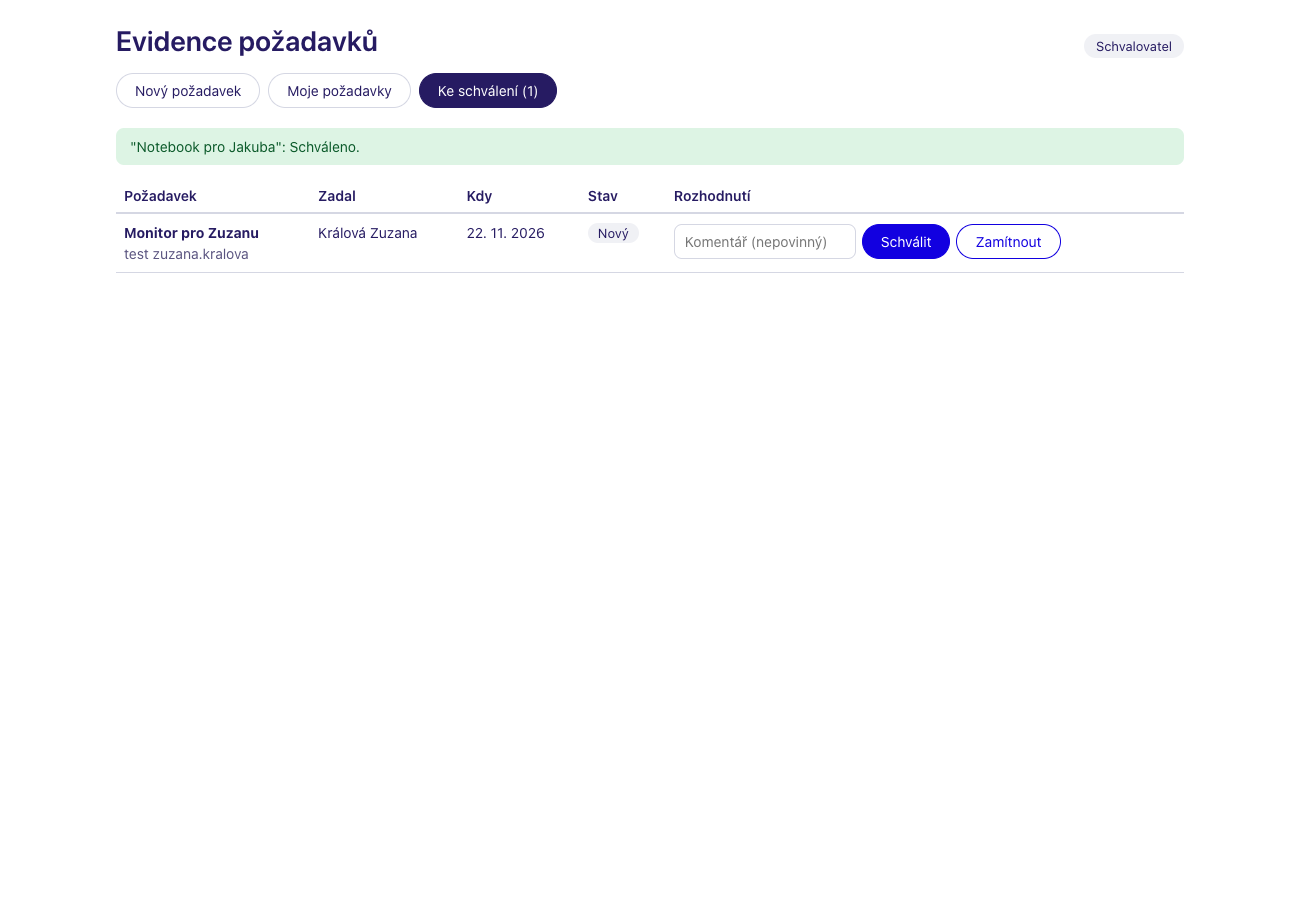 Evidence požadavků
Schvalovatel
Nový požadavek
Moje požadavky
Ke schválení (1)
"Notebook pro Jakuba": Schváleno.
Požadavek Zadal Kdy Stav Rozhodnutí
Monitor pro Zuzanu Králová Zuzana 22. 11. 2026 Nový Komentář (nepovinný) Schválit Zamítnout
test zuzana.kralova